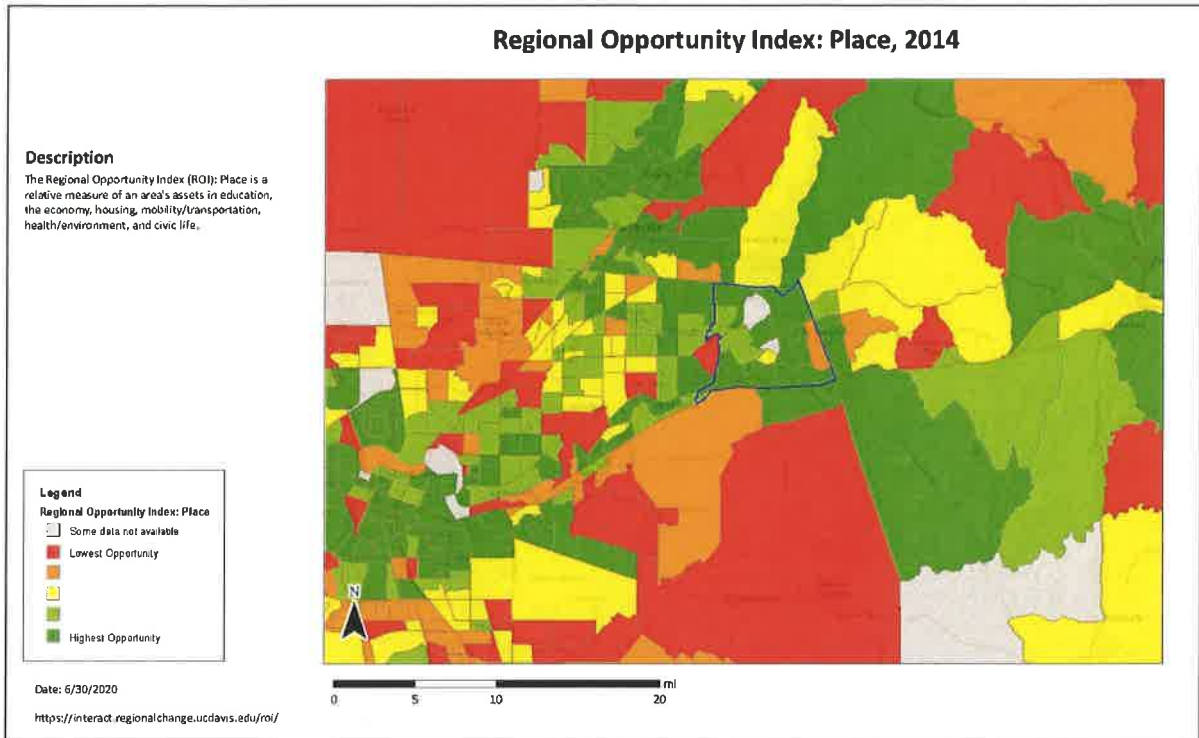 Regional Opportunity Index: Place, 2014
Description
The Regional Opportunity Index (ROI): Place is a
relative measure of an area's assets in education,
the economy, housing, mobility/transportation,
health/environment, and civic life.
Legend
Regional Opportunity Index: Place
Some data not available
Lowest Opportunity
Highest Opportunity
N
mi
0 5 10 20
Date: 6/30/2020
https://interact.regionalchange.ucdavis.edu/roi/